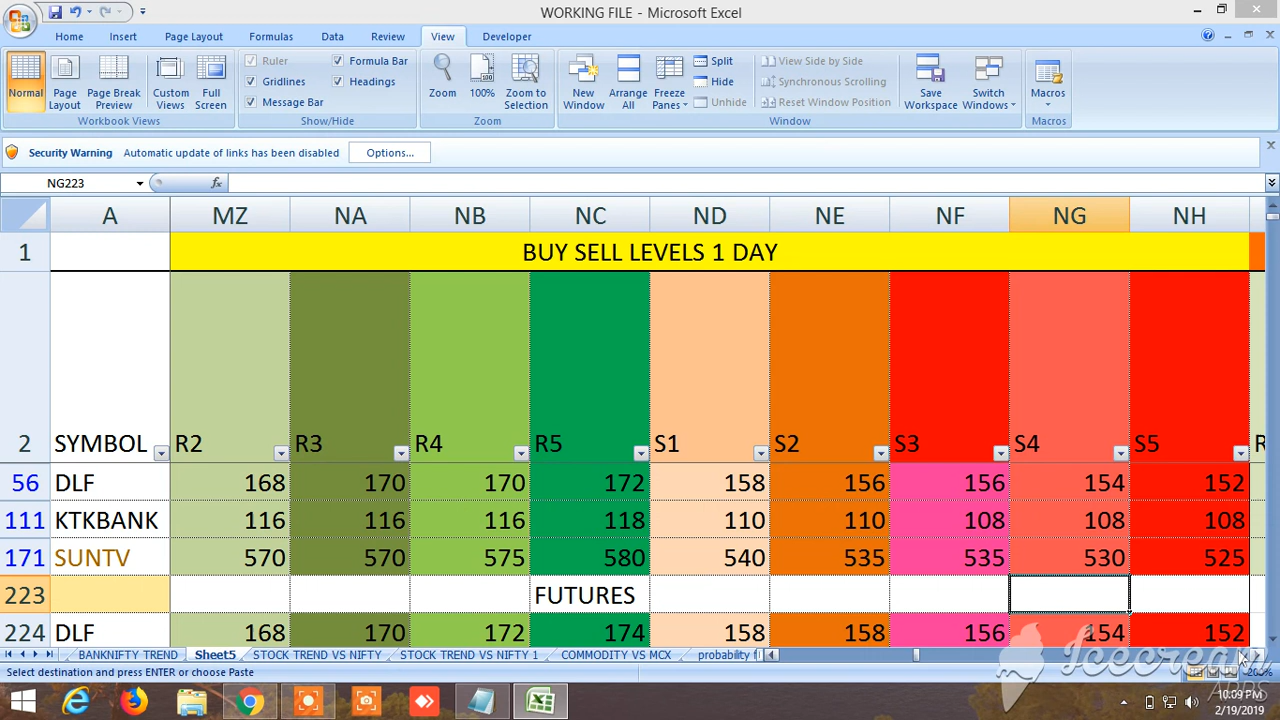 WORKING FILE - Microsoft Excel
Home Insert Page Layout Formulas Data Review View Developer
Ruler Formula Bar
Gridlines Headings
Message Bar
Normal Page Layout Page Break Preview Custom Views Full Screen
Workbook Views
Show/Hide
Zoom 100% Zoom to Selection
Zoom
New Window Arrange All Freeze Panes
Split View Side by Side
Hide Synchronous Scrolling
Unhide Reset Window Position
Save Workspace Switch Windows
Window
Macros
Macros
Security Warning Automatic update of links has been disabled Options...
NG223 fx
A MZ NA NB NC ND NE NF NG NH
1 BUY SELL LEVELS 1 DAY
2 SYMBOL R2 R3 R4 R5 S1 S2 S3 S4 S5 R
56 DLF 168 170 170 172 158 156 156 154 152
111 KTKBANK 116 116 116 118 110 110 108 108 108
171 SUNTV 570 570 575 580 540 535 535 530 525
223 FUTURES
224 DLF 168 170 172 174 158 158 156 154 152
BANKNIFTY TREND Sheet5 STOCK TREND VS NIFTY STOCK TREND VS NIFTY 1 COMMODITY VS MCX probability f
Select destination and press ENTER or choose Paste 200%
Icecream
APPS
10:09 PM
2/19/2019